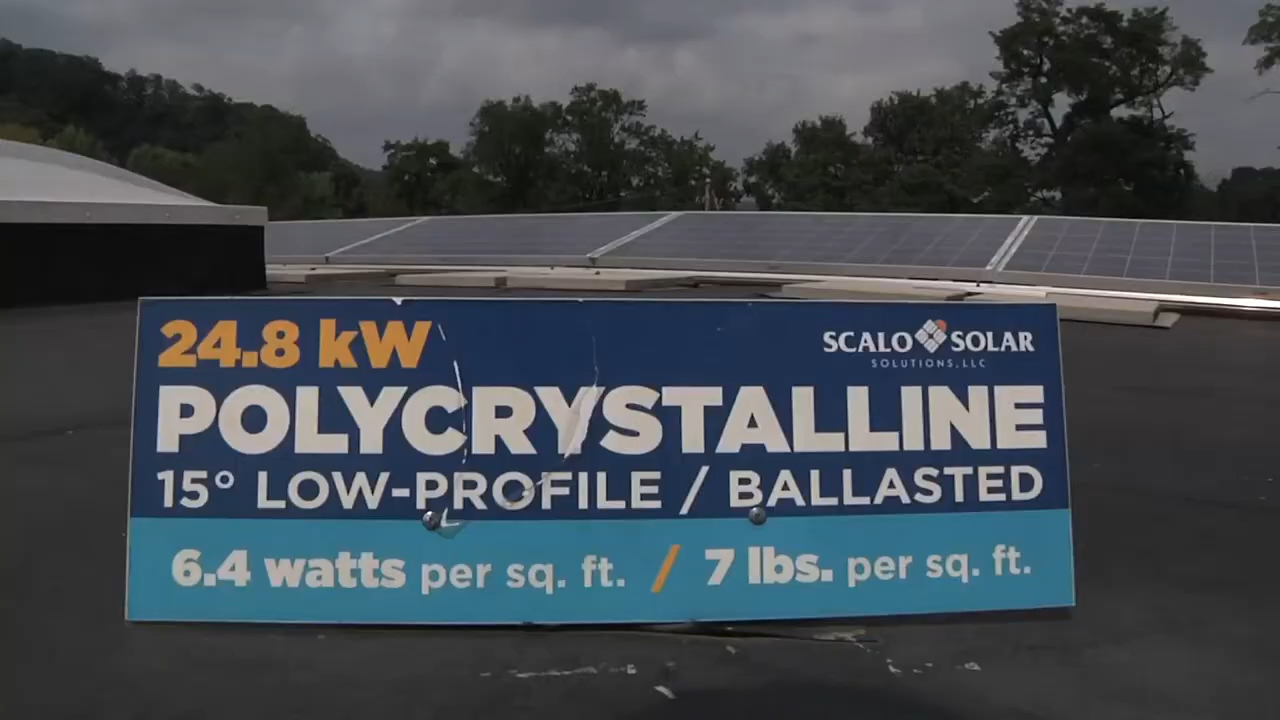 24.8 kW
SCALO SOLAR
SOLUTIONS, LLC
POLYCRYSTALLINE
15° LOW-PROFILE / BALLASTED
6.4 watts per sq. ft. / 7 lbs. per sq. ft.